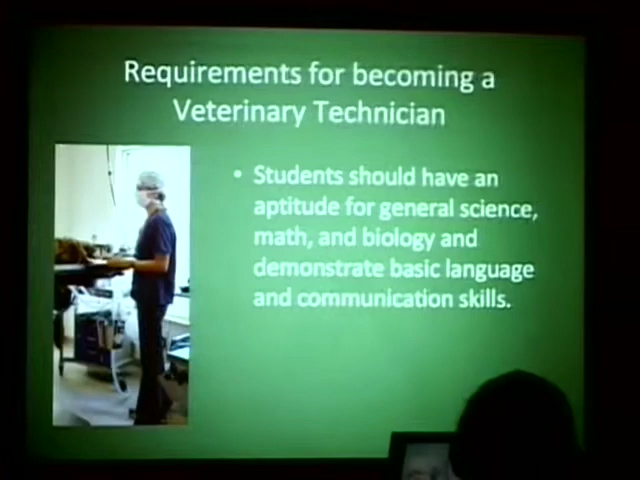 Requirements for becoming a
Veterinary Technician
• Students should have an
aptitude for general science,
math, and biology and
demonstrate basic language
and communication skills.